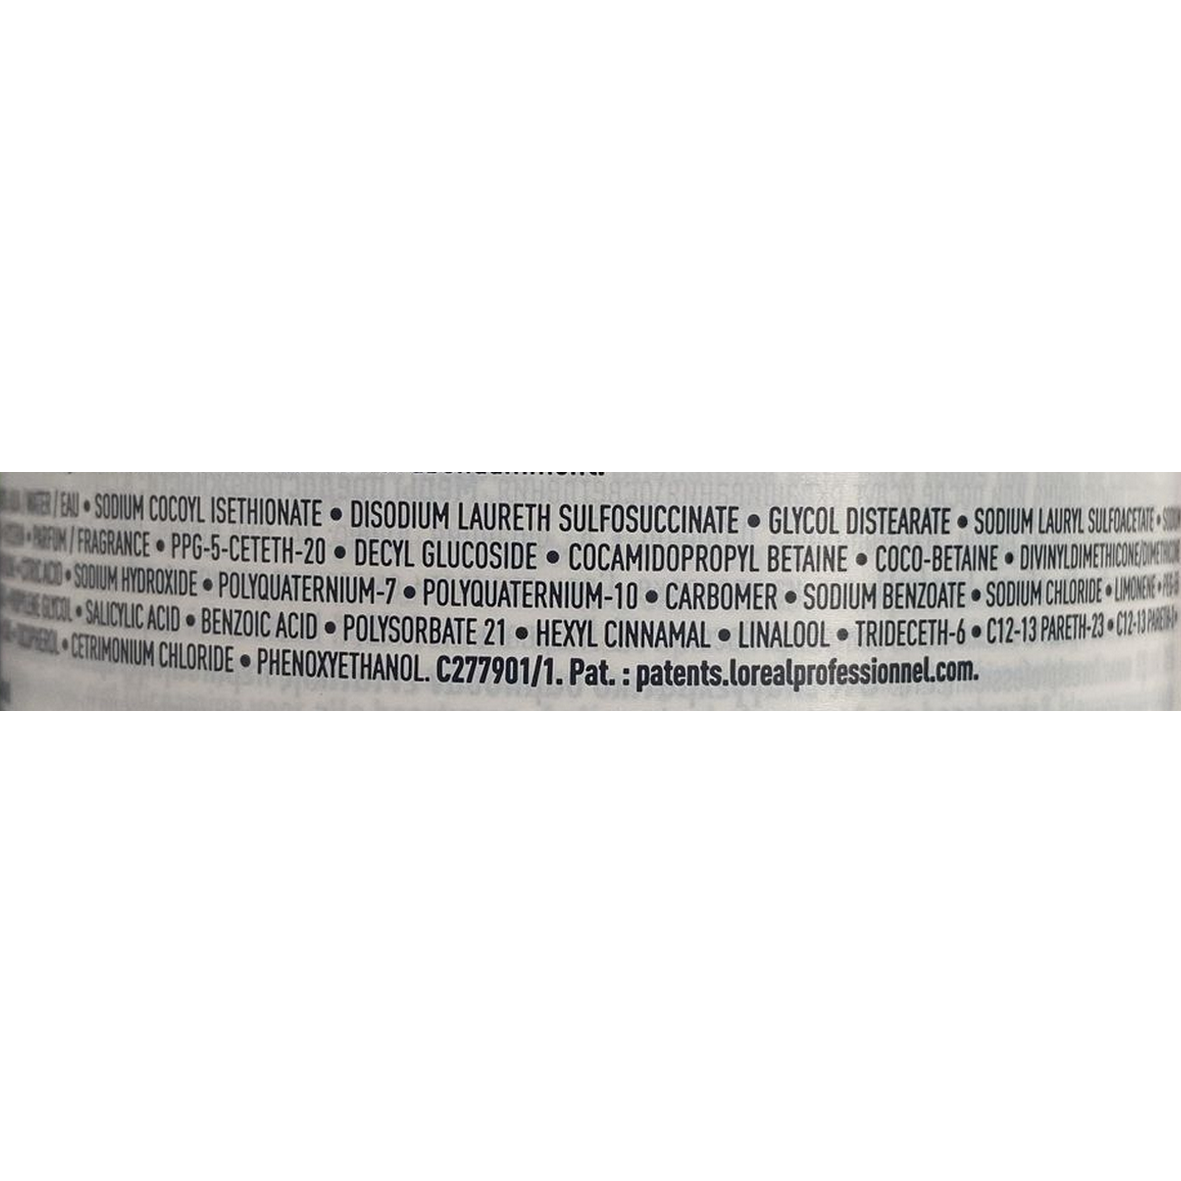 WATER / EAU • SODIUM COCOYL ISETHIONATE • DISODIUM LAURETH SULFOSUCCINATE • GLYCOL DISTEARATE • SODIUM LAURYL SULFOACETATE •
• PARFUM / FRAGRANCE • PPG-5-CETETH-20 • DECYL GLUCOSIDE • COCAMIDOPROPYL BETAINE • COCO-BETAINE • DIVINYLDIMETHICONE/DIMETHICONE
• CITRIC ACID • SODIUM HYDROXIDE • POLYQUATERNIUM-7 • POLYQUATERNIUM-10 • CARBOMER • SODIUM BENZOATE • SODIUM CHLORIDE • LIMONENE •
GLYCOL • SALICYLIC ACID • BENZOIC ACID • POLYSORBATE 21 • HEXYL CINNAMAL • LINALOOL • TRIDECETH-6 • C12-13 PARETH-23 • C12-13
• CETRIMONIUM CHLORIDE • PHENOXYETHANOL. C277901/1. Pat. : patents.lorealprofessionnel.com.